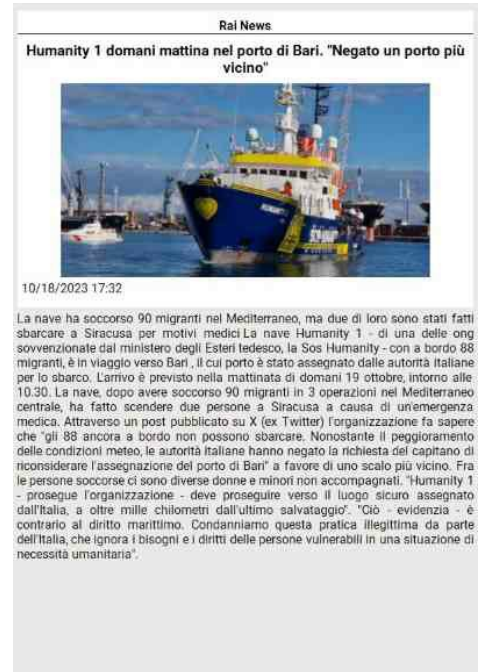 Rai News
Humanity 1 domani mattina nel porto di Bari. "Negato un porto più
vicino"
HUMANITY 1
10/18/2023 17:32
La nave ha soccorso 90 migranti nel Mediterraneo, ma due di loro sono stati fatti
sbarcare a Siracusa per motivi medici La nave Humanity 1 - di una delle ong
sovvenzionate dal ministero degli Esteri tedesco, la Sos Humanity - con a bordo 88
migranti, è in viaggio verso Bari , il cui porto è stato assegnato dalle autorità italiane
per lo sbarco. L'arrivo è previsto nella mattinata di domani 19 ottobre, intorno alle
10.30. La nave, dopo avere soccorso 90 migranti in 3 operazioni nel Mediterraneo
centrale, ha fatto scendere due persone a Siracusa a causa di un'emergenza
medica. Attraverso un post pubblicato su X (ex Twitter) l'organizzazione fa sapere
che "gli 88 ancora a bordo non possono sbarcare. Nonostante il peggioramento
delle condizioni meteo, le autorità italiane hanno negato la richiesta del capitano di
riconsiderare l'assegnazione del porto di Bari" a favore di uno scalo più vicino. Fra
le persone soccorse ci sono diverse donne e minori non accompagnati. "Humanity 1
- prosegue l'organizzazione - deve proseguire verso il luogo sicuro assegnato
dall'Italia, a oltre mille chilometri dall'ultimo salvataggio". "Ciò - evidenzia - è
contrario al diritto marittimo. Condanniamo questa pratica illegittima da parte
dell'Italia, che ignora i bisogni e i diritti delle persone vulnerabili in una situazione di
necessità umanitaria".